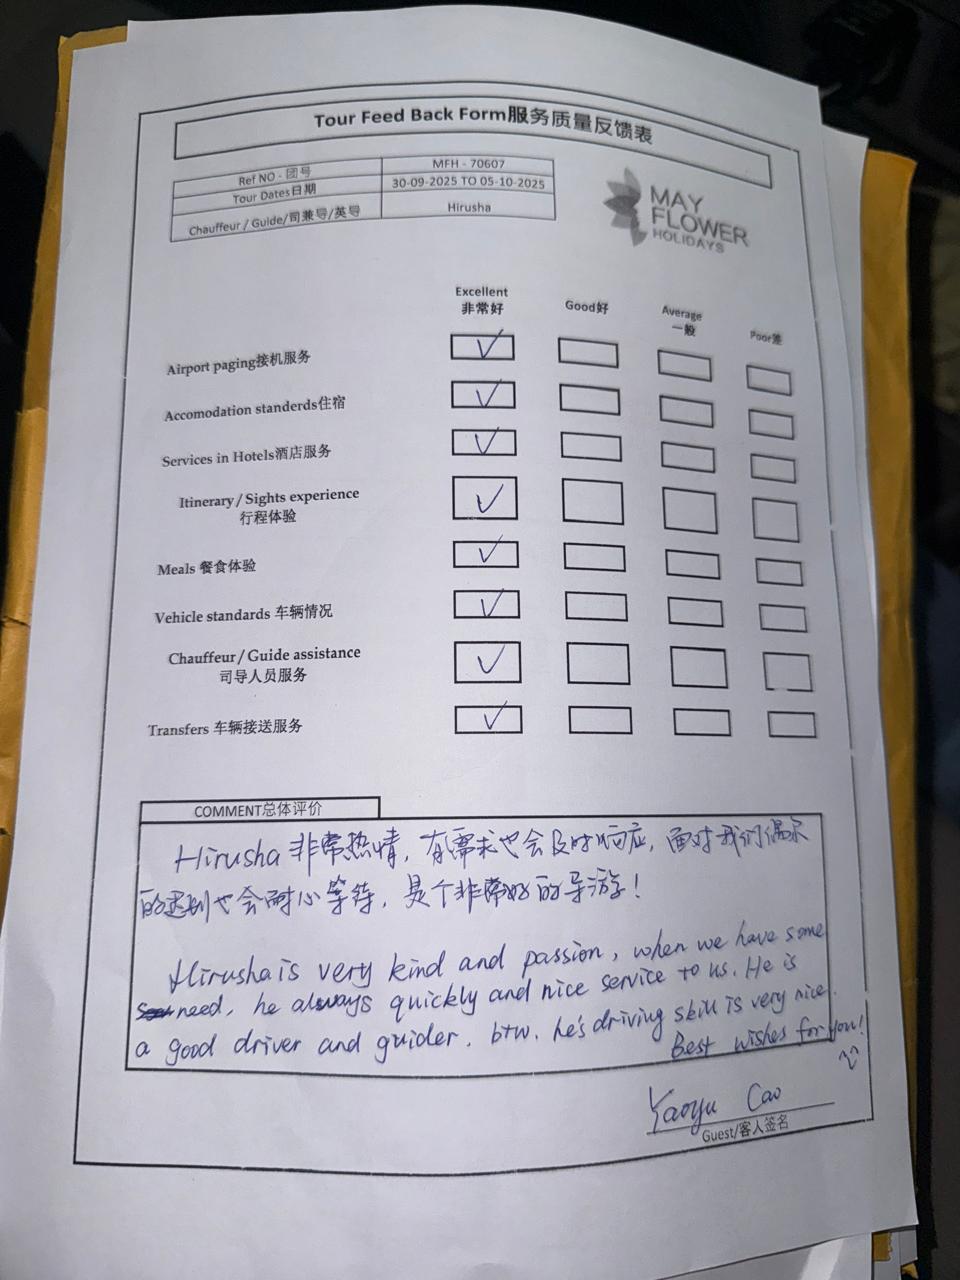 Tour Feed Back Form服务质量反馈表
Ref NO - 团号 MFH - 70607
Tour Dates日期 30-09-2025 TO 05-10-2025
Chauffeur / Guide/司兼导/英导 Hirusha
MAY
FLOWER
HOLIDAYS
Excellent Good好 Average Poor差
非常好 一般
Airport paging接机服务
Accomodation standerds住宿
Services in Hotels酒店服务
Itinerary / Sights experience
行程体验
Meals 餐食体验
Vehicle standards 车辆情况
Chauffeur / Guide assistance
司导人员服务
Transfers 车辆接送服务
COMMENT总体评价
Hirusha 非常热情，有需求也会及时响应，面对我们偶尔
的迟到也会耐心等待，是个非常好的导游！
Hirusha is very kind and passion, when we have some
need, he always quickly and nice service to us. He is
a good driver and guider. btw. he's driving skill is very nice.
Best wishes for you!
Yaoyu Cao
Guest/客人签名